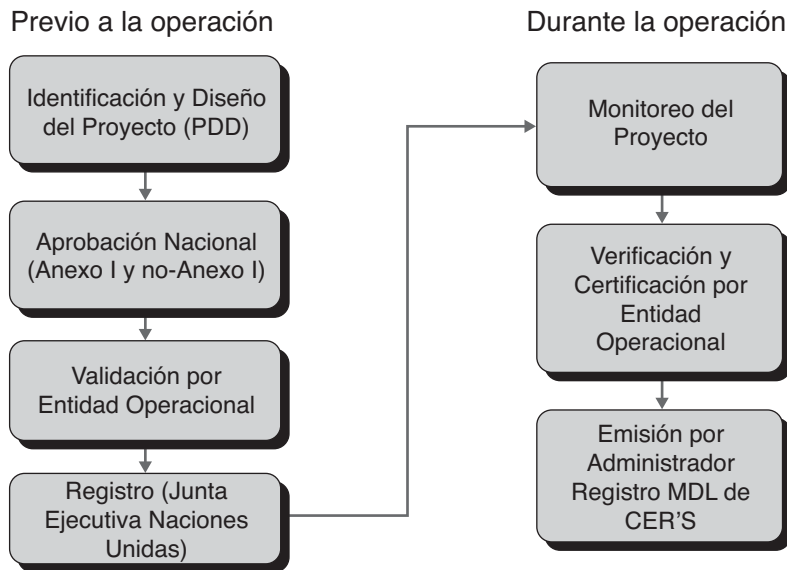 Previo a la operación
Identificación y Diseño
del Proyecto (PDD)
Aprobación Nacional
(Anexo I y no-Anexo I)
Validación por
Entidad Operacional
Registro (Junta
Ejecutiva Naciones
Unidas)
Durante la operación
Monitoreo del
Proyecto
Verificación y
Certificación por
Entidad
Operacional
Emisión por
Administrador
Registro MDL de
CER'S